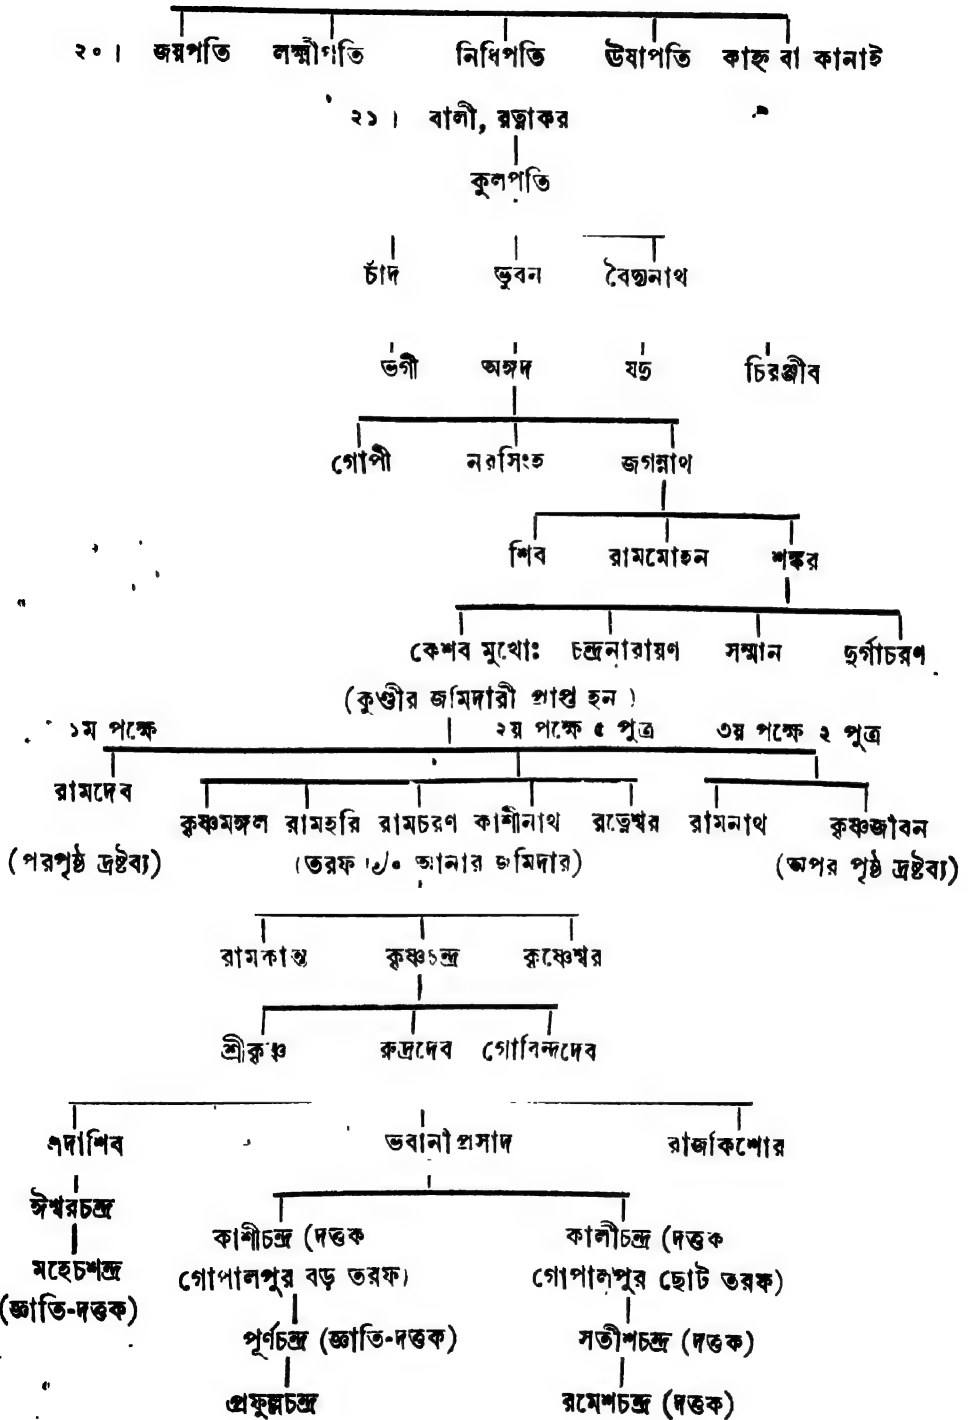 ২০। জয়পতি লক্ষ্মীপতি নিধিপতি ঊষাপতি কাহ্ন বা কানাই
২১। বালী, রত্নাকর
কুলপতি
চাঁদ ভুবন বৈদ্যনাথ
ভগী অঙ্গদ যদু চিরঞ্জীব
গোপী নরসিংহ জগন্নাথ
শিব রামমোহন শঙ্কর
কেশব মুখোঃ চন্দ্রনারায়ণ সম্মান দুর্গাচরণ
(কুণ্ডীর জমিদারী প্রাপ্ত হন)
১ম পক্ষে ২য় পক্ষে ৫ পুত্র ৩য় পক্ষে ২ পুত্র
রামদেব
কৃষ্ণমঙ্গল রামহরি রামচরণ কাশীনাথ রত্নেশ্বর রামনাথ কৃষ্ণজীবন
(পরপৃষ্ঠ দ্রষ্টব্য) (তরফ ৷৵০ আনার জমিদার) (অপর পৃষ্ঠ দ্রষ্টব্য)
রামকান্ত কৃষ্ণচন্দ্র কৃষ্ণেশ্বর
শ্রীকৃষ্ণ রুদ্রদেব গোবিন্দদেব
সদাশিব ভবানীপ্রসাদ রাজকিশোর
ঈশ্বরচন্দ্র
কাশীচন্দ্র (দত্তক কালীচন্দ্র (দত্তক
মহেচশন্দ্র গোপালপুর বড় তরফ) গোপালপুর ছোট তরফ)
(জ্ঞাতি-দত্তক)
পূর্ণচন্দ্র (জ্ঞাতি-দত্তক) সতীশচন্দ্র (দত্তক)
প্রফুল্লচন্দ্র রমেশচন্দ্র (দত্তক)